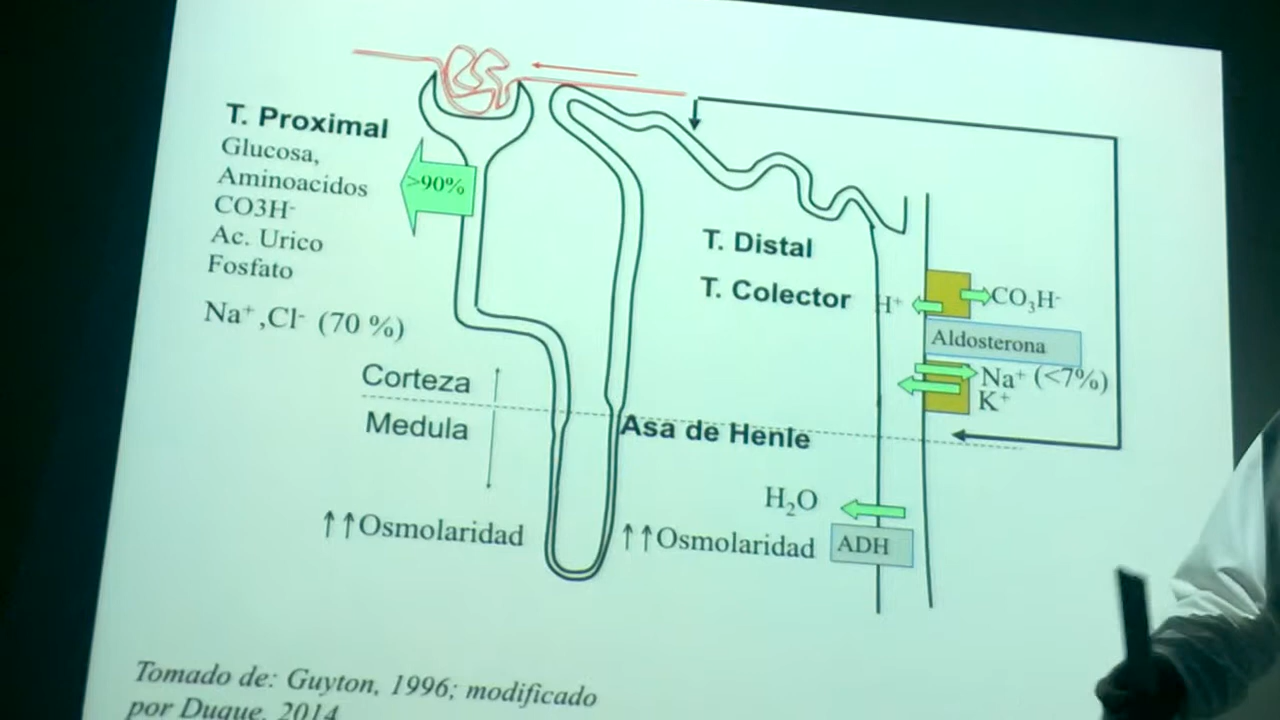 T. Proximal
Glucosa,
Aminoacidos
CO3H-
Ac. Urico
Fosfato
Na⁺ ,Cl⁻ (70 %)
>90%
T. Distal
T. Colector
H⁺
CO₃H⁻
Aldosterona
Na⁺ (<7%)
K⁺
Corteza
Medula
Asa de Henle
↑↑Osmolaridad
H₂O
↑↑Osmolaridad
ADH
Tomado de: Guyton, 1996; modificado
por Duque, 2014